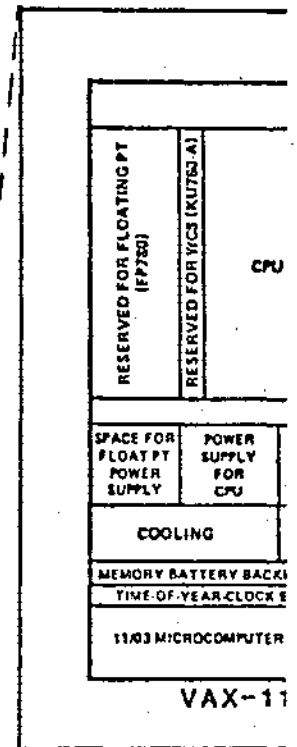 RESERVED FOR FLOATING PT
(FP780)
RESERVED FOR WCS (KU780-A)
CPU
SPACE FOR
FLOAT PT
POWER
SUPPLY
POWER
SUPPLY
FOR
CPU
COOLING
MEMORY BATTERY BACK
TIME-OF-YEAR-CLOCK
11/03 MICROCOMPUTER
VAX-11